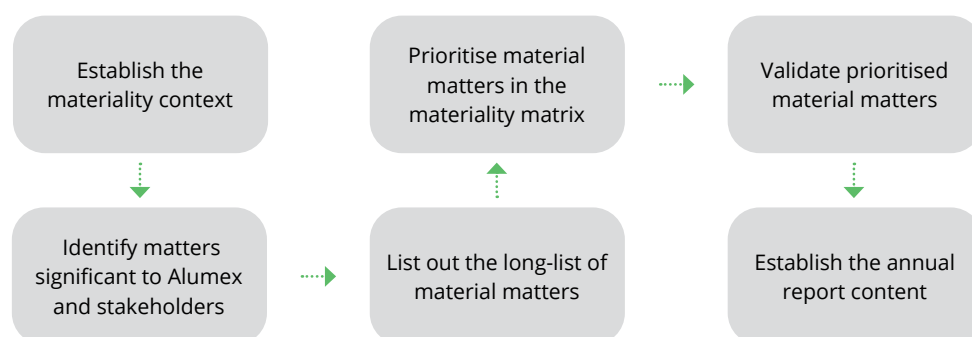 Establish the
materiality context
Identify matters
significant to Alumex
and stakeholders
List out the long-list of
material matters
Prioritise material
matters in the
materiality matrix
Validate prioritised
material matters
Establish the annual
report content